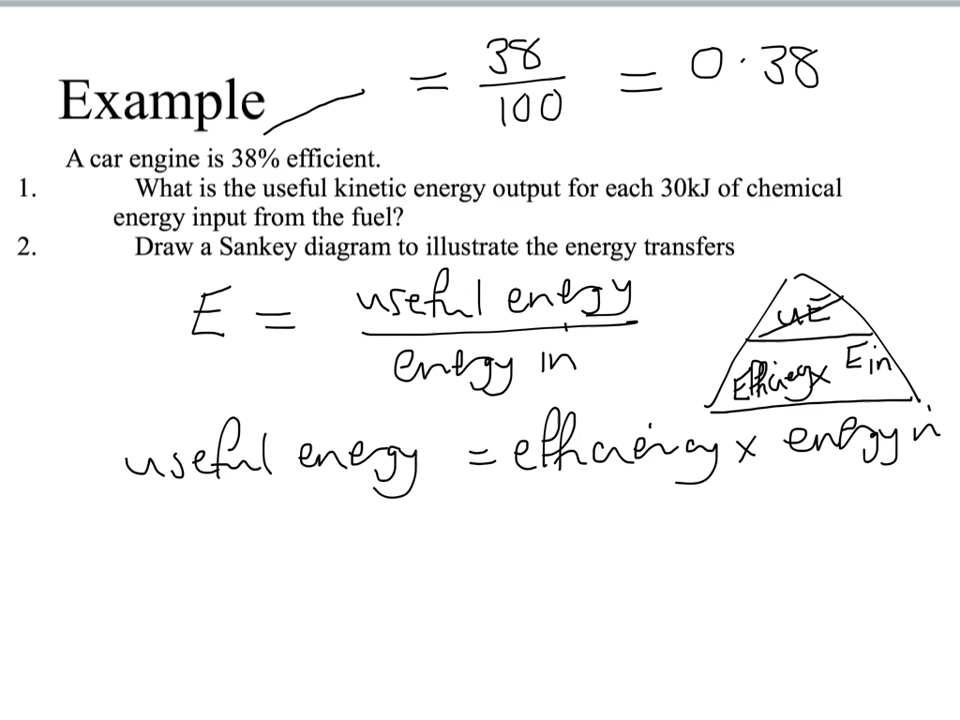 Example = 38/100 = 0.38
A car engine is 38% efficient.
1. What is the useful kinetic energy output for each 30kJ of chemical
energy input from the fuel?
2. Draw a Sankey diagram to illustrate the energy transfers
E = useful energy / energy in
UE
Efficiency x E in
useful energy = efficiency x energy in